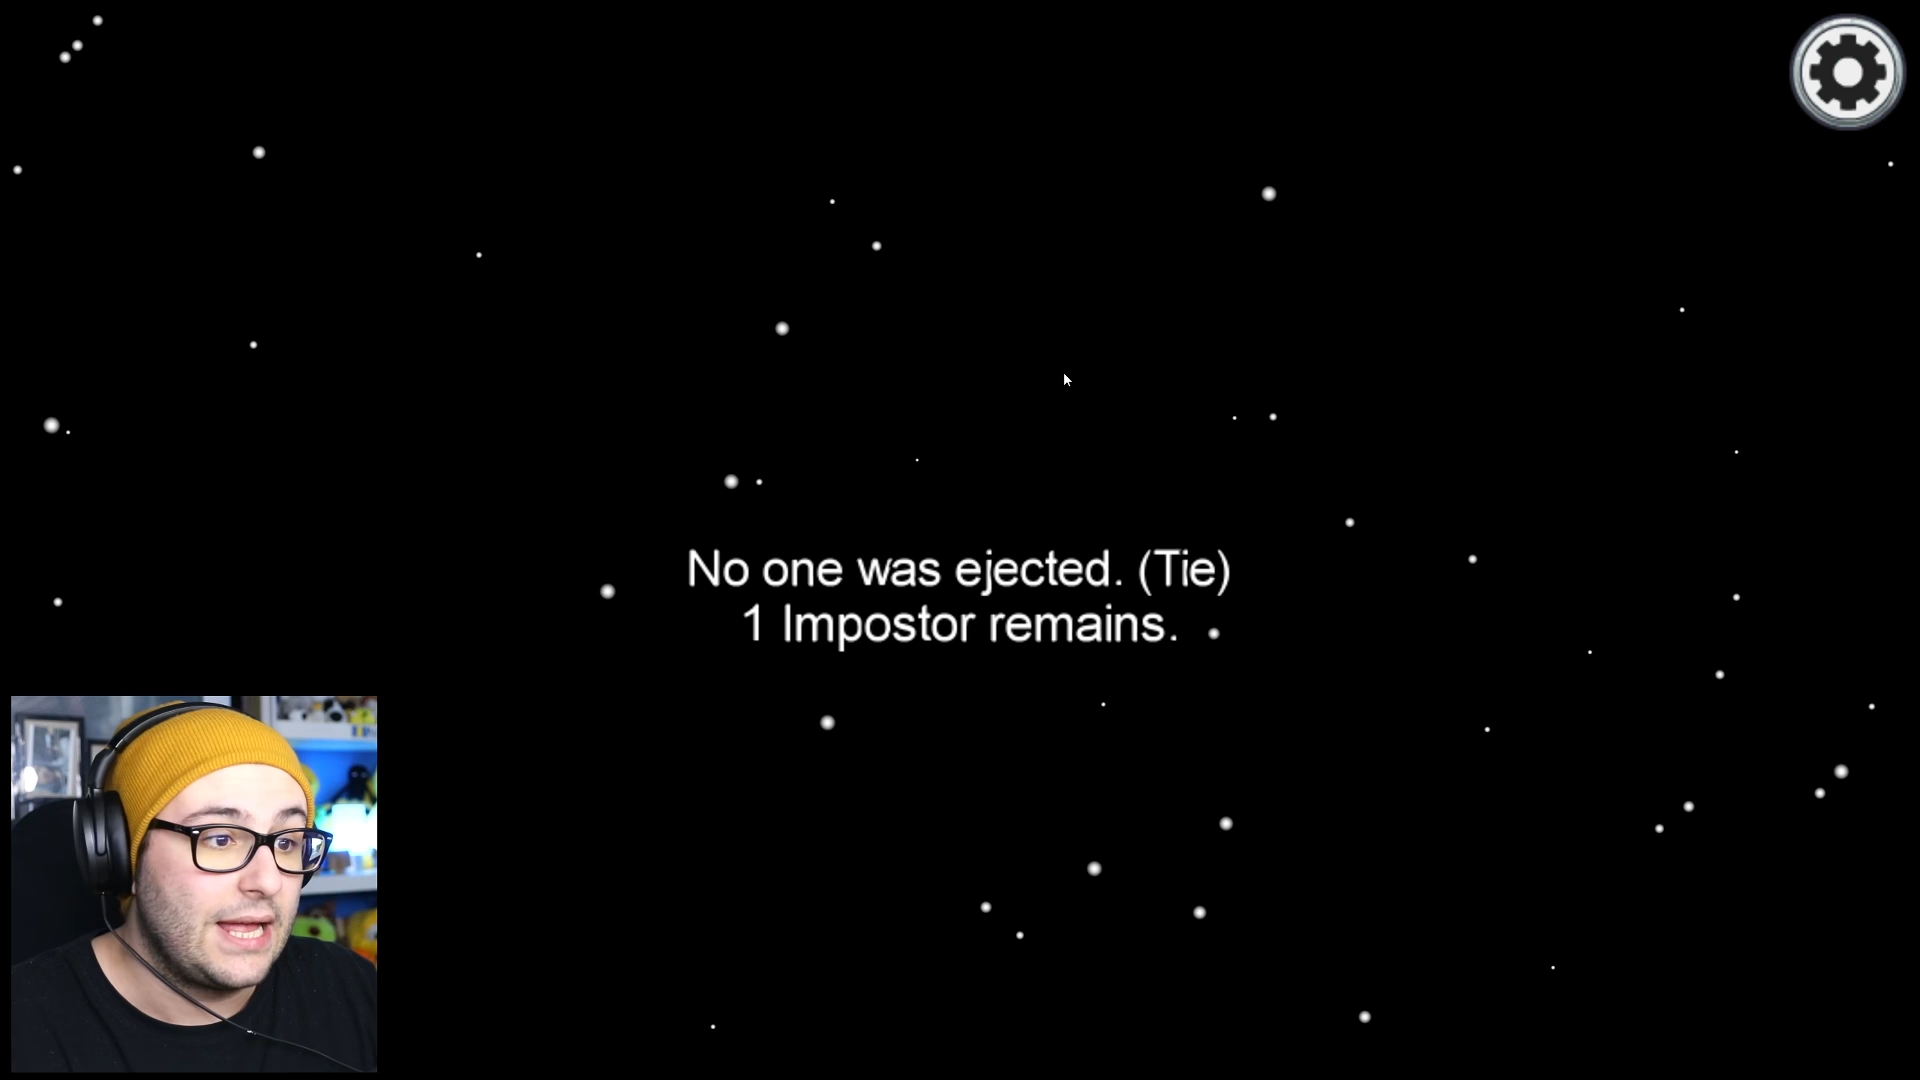 No one was ejected. (Tie)
1 Impostor remains.